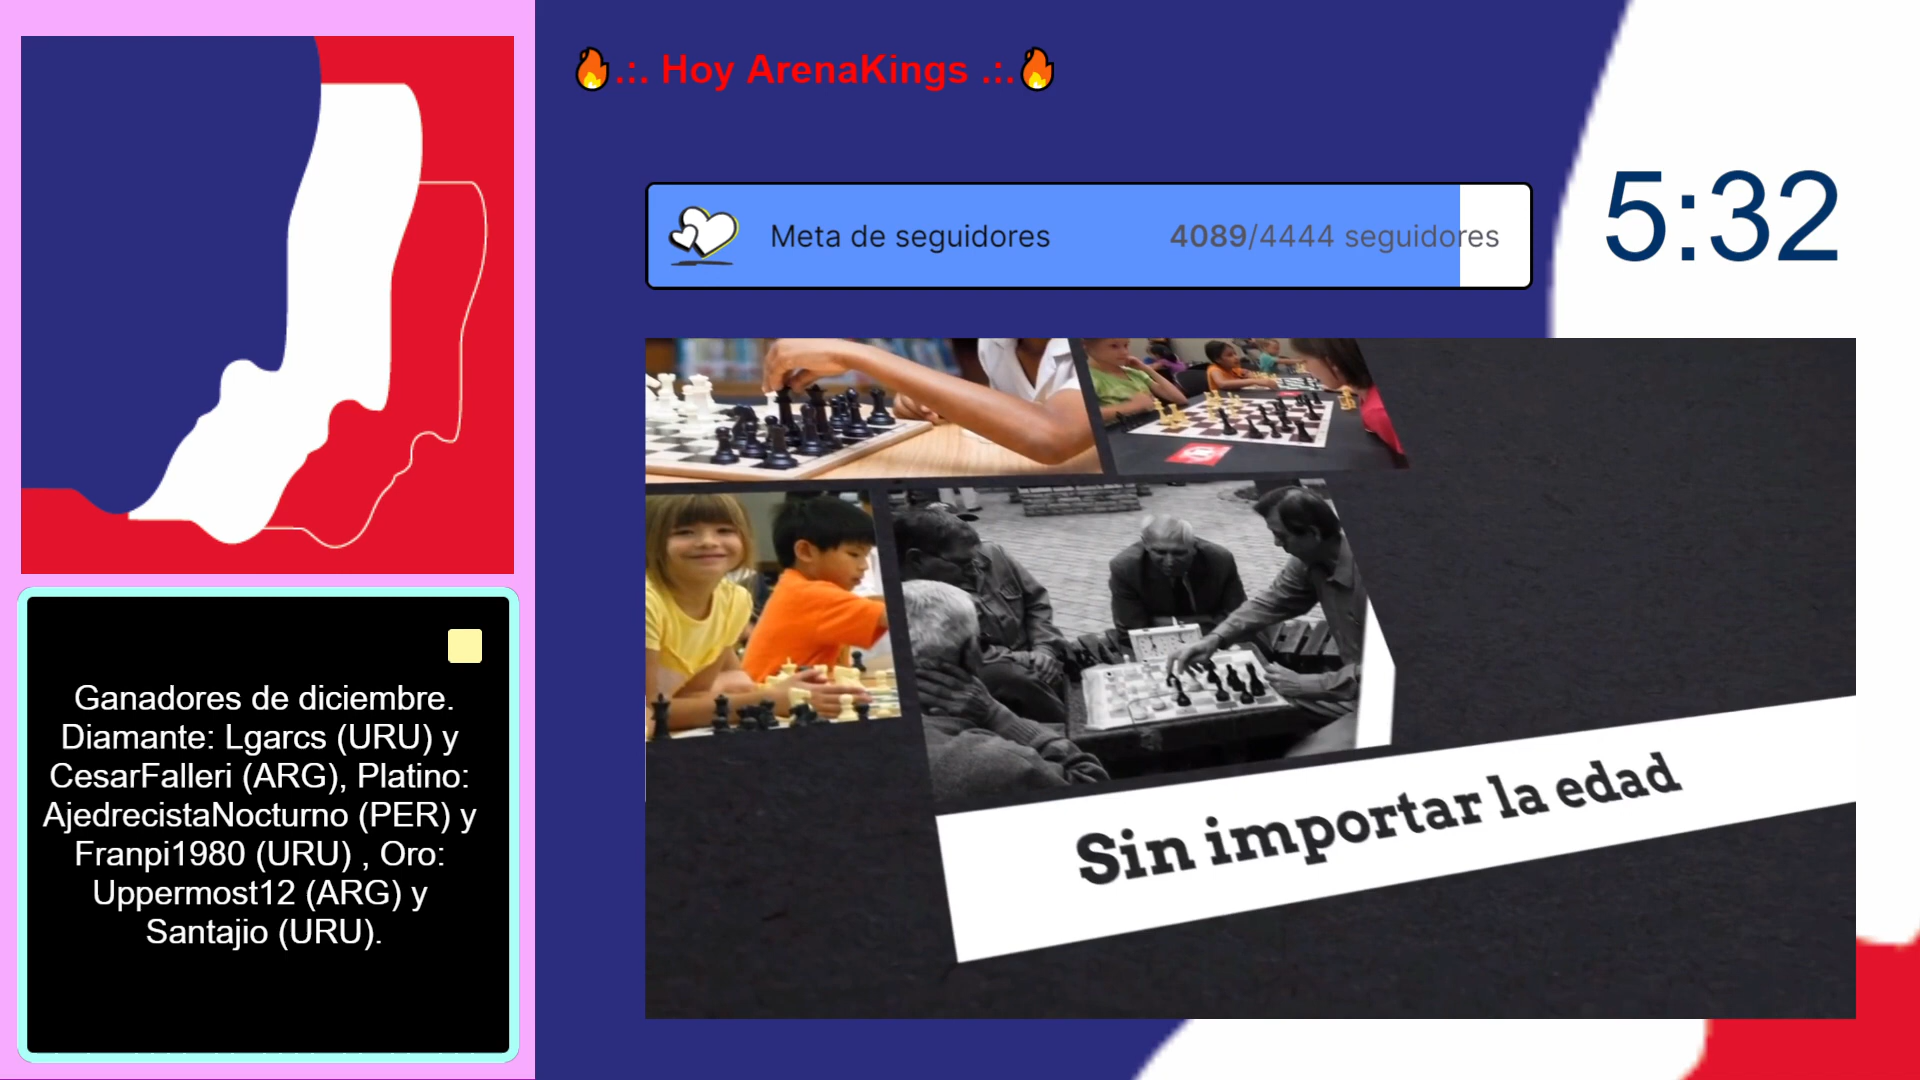 🔥.:. Hoy ArenaKings .:.🔥
Meta de seguidores
4089/4444 seguidores
5:32
Sin importar la edad
Ganadores de diciembre.
Diamante: Lgarcs (URU) y
CesarFalleri (ARG), Platino:
AjedrecistaNocturno (PER) y
Franpi1980 (URU) , Oro:
Uppermost12 (ARG) y
Santajio (URU).